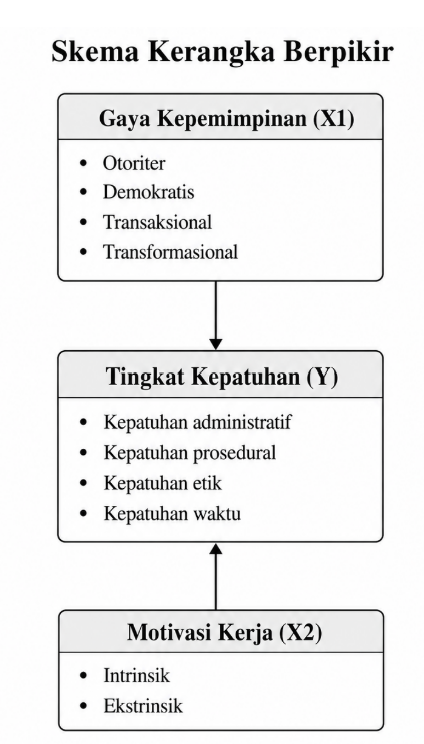 Skema Kerangka Berpikir
Gaya Kepemimpinan (X1)
• Otoriter
• Demokratis
• Transaksional
• Transformasional
Tingkat Kepatuhan (Y)
• Kepatuhan administratif
• Kepatuhan prosedural
• Kepatuhan etik
• Kepatuhan waktu
Motivasi Kerja (X2)
• Intrinsik
• Ekstrinsik